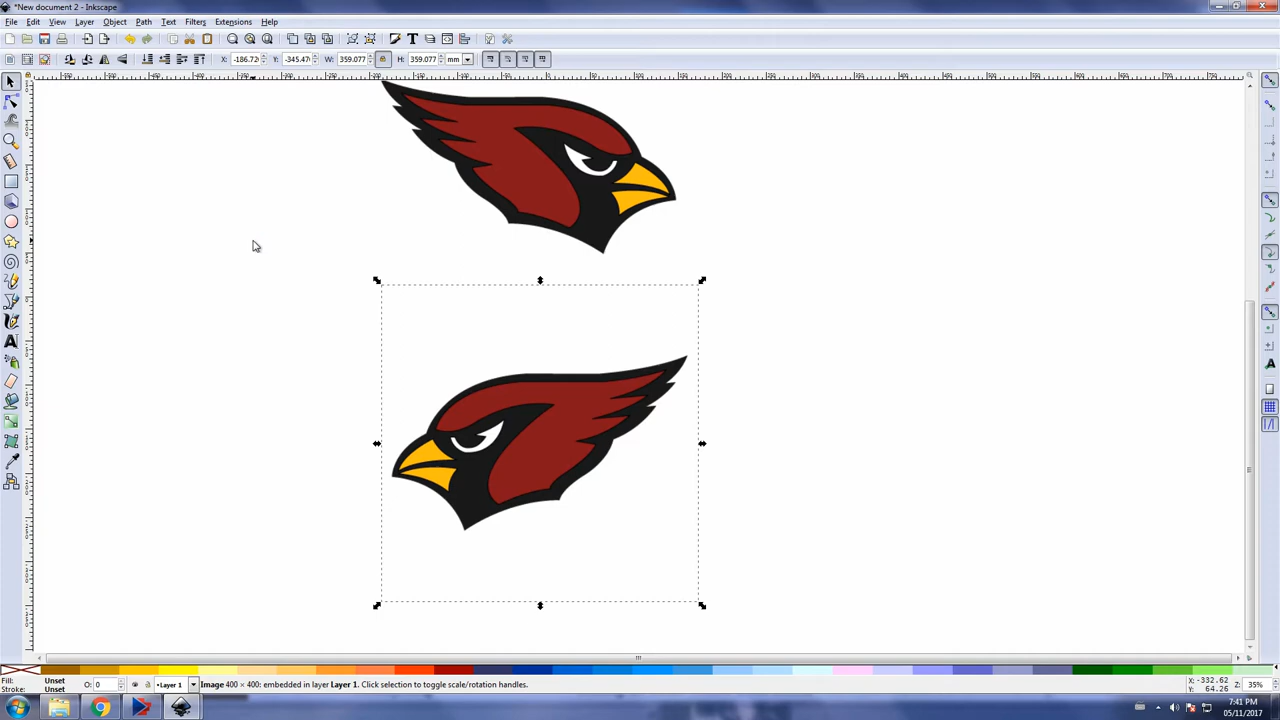 *New document 2 - Inkscape
File Edit View Layer Object Path Text Filters Extensions Help
X: -186.72 Y: -345.47 W: 359.077 H: 359.077 mm
Fill: Unset O: 0 Layer 1 Image 400 × 400: embedded in layer Layer 1. Click selection to toggle scale/rotation handles. X: -332.62 Z: 35%
Stroke: Unset Y: 64.26
7:41 PM
05/11/2017